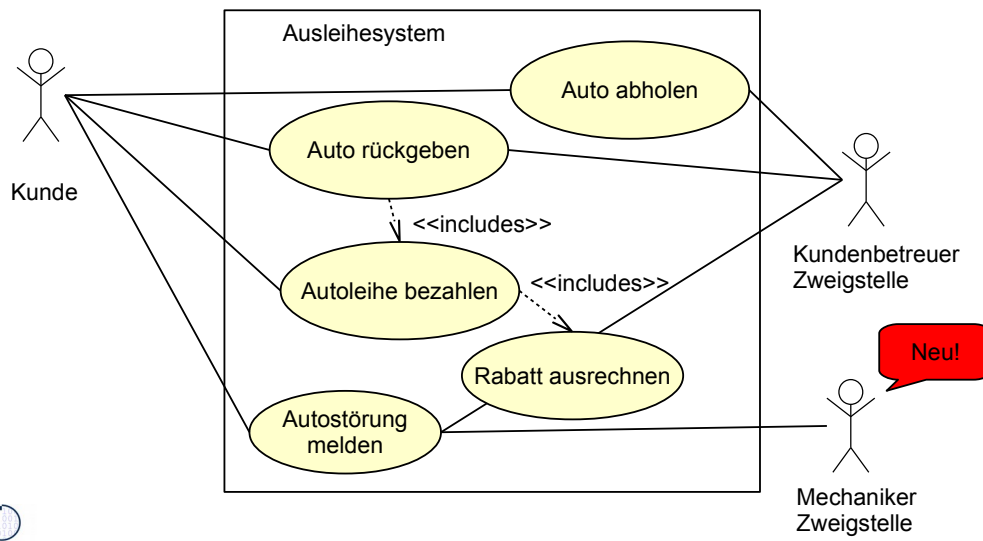 Ausleihesystem
Auto abholen
Auto rückgeben
Kunde
<<includes>>
Kundenbetreuer
Zweigstelle
Autoleihe bezahlen
<<includes>>
Neu!
Rabatt ausrechnen
Autostörung
melden
Mechaniker
Zweigstelle